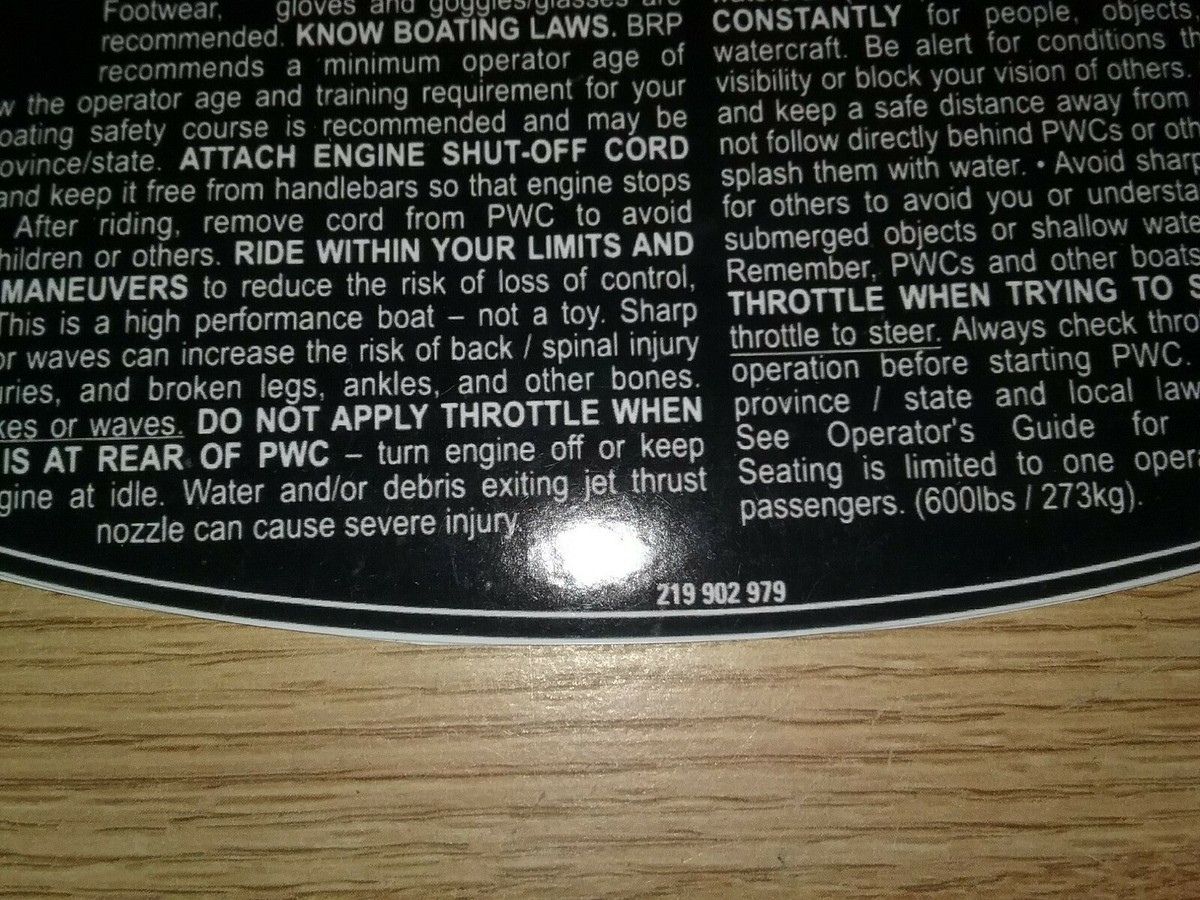 Footwear, gloves and goggles/glasses are
recommended. KNOW BOATING LAWS. BRP
recommends a minimum operator age of
w the operator age and training requirement for your
oating safety course is recommended and may be
ovince/state. ATTACH ENGINE SHUT-OFF CORD
and keep it free from handlebars so that engine stops
After riding, remove cord from PWC to avoid
hildren or others. RIDE WITHIN YOUR LIMITS AND
MANEUVERS to reduce the risk of loss of control,
This is a high performance boat – not a toy. Sharp
or waves can increase the risk of back / spinal injury
uries, and broken legs, ankles, and other bones.
kes or waves. DO NOT APPLY THROTTLE WHEN
IS AT REAR OF PWC – turn engine off or keep
gine at idle. Water and/or debris exiting jet thrust
nozzle can cause severe injury.
CONSTANTLY for people, objects,
watercraft. Be alert for conditions th
visibility or block your vision of others.
and keep a safe distance away from
not follow directly behind PWCs or oth
splash them with water. • Avoid sharp
for others to avoid you or understa
submerged objects or shallow wate
Remember, PWCs and other boats
THROTTLE WHEN TRYING TO S
throttle to steer. Always check thro
operation before starting PWC.
province / state and local law
See Operator's Guide for
Seating is limited to one opera
passengers. (600lbs / 273kg).
219 902 979